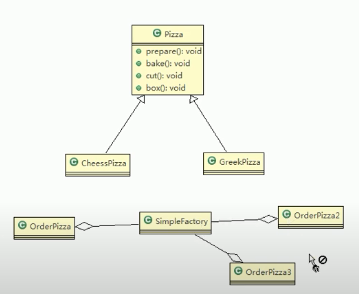 Pizza
prepare(): void
bake(): void
cut(): void
box(): void
CheessPizza
GreekPizza
OrderPizza
SimpleFactory
OrderPizza2
OrderPizza3